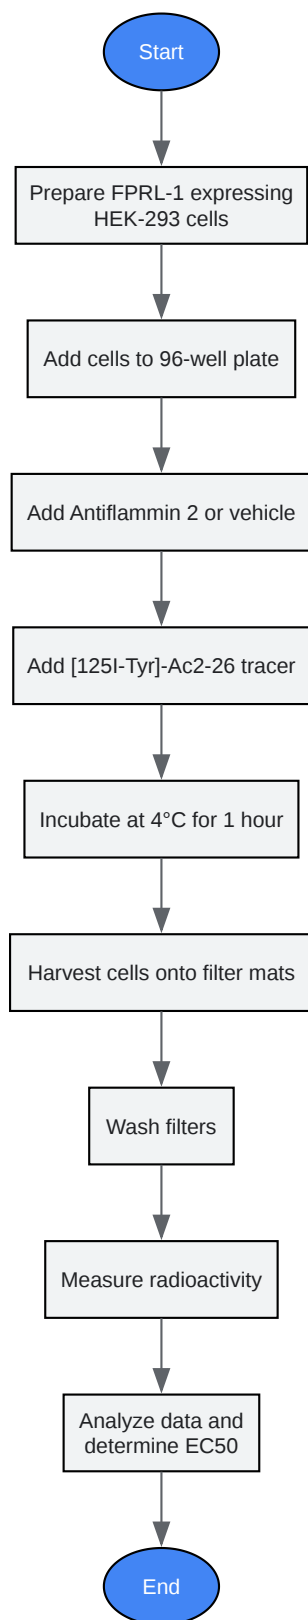 Start
Prepare FPRL-1 expressing
HEK-293 cells
Add cells to 96-well plate
Add Antiflammin 2 or vehicle
Add [125I-Tyr]-Ac2-26 tracer
Incubate at 4°C for 1 hour
Harvest cells onto filter mats
Wash filters
Measure radioactivity
Analyze data and
determine EC50
End